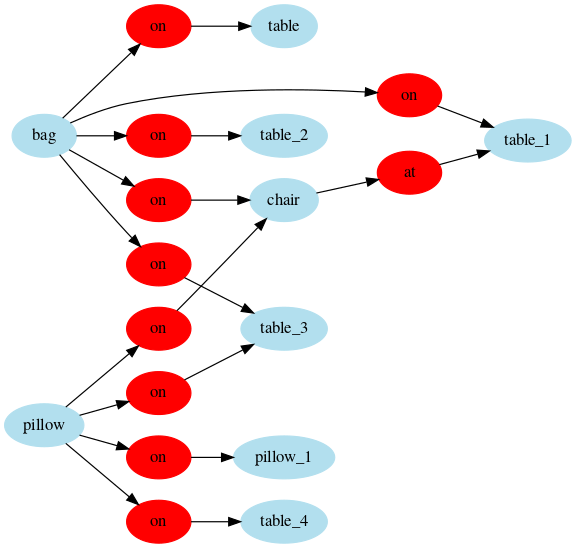 on
table
on
bag
on
table_2
table_1
at
on
chair
on
on
table_3
on
pillow
on
pillow_1
on
table_4